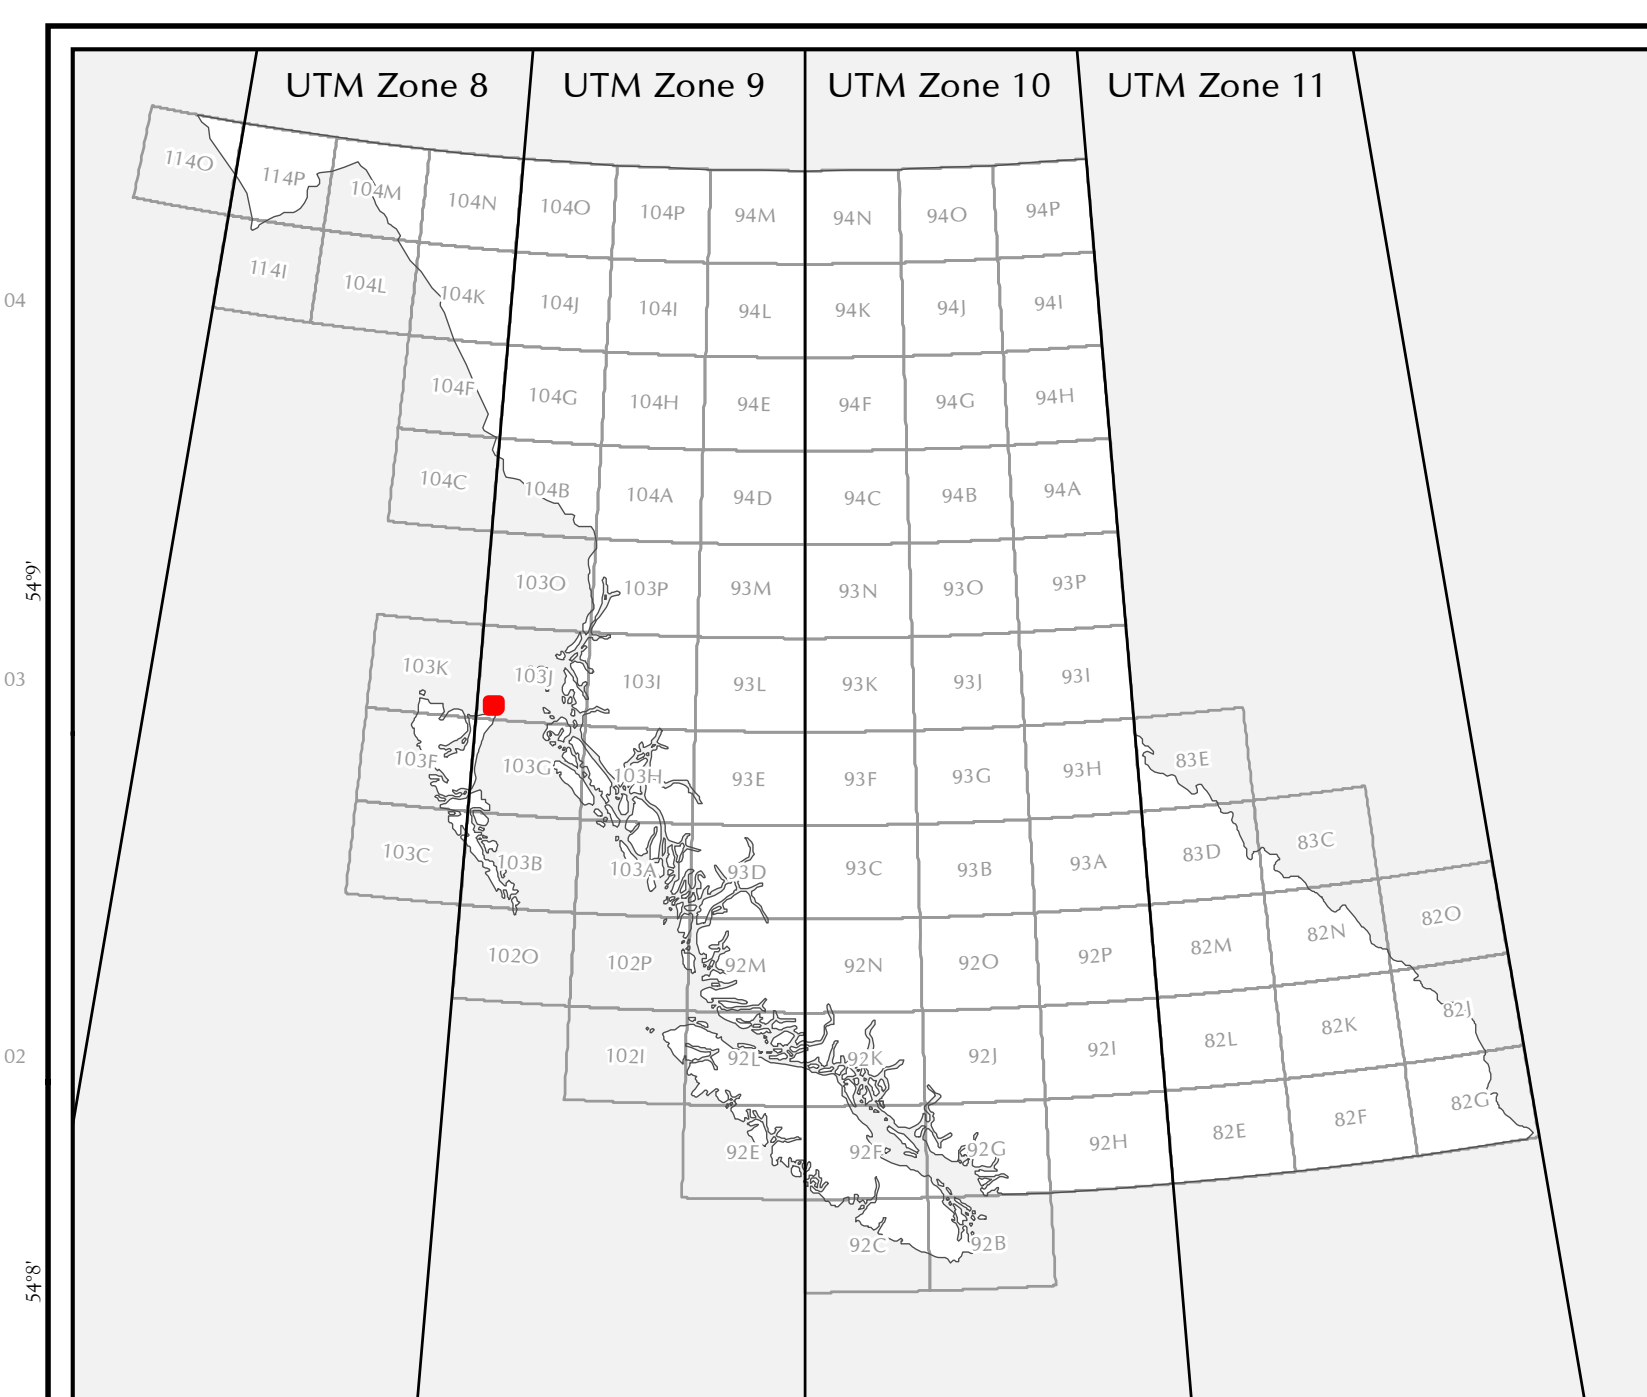 UTM Zone 8 UTM Zone 9 UTM Zone 10 UTM Zone 11
114O 114P 104M 104N 104O 104P 94M 94N 94O 94P
114I 104L 104K 104J 104I 94L 94K 94J 94I
04
104F 104G 104H 94E 94F 94G 94H
104C 104B 104A 94D 94C 94B 94A
54°9'
103O 103P 93M 93N 93O 93P
03
103K 103J 103I 93L 93K 93J 93I
103F 103G 103H 93E 93F 93G 93H 83E
103C 103B 103A 93D 93C 93B 93A 83D 83C
102O 102P 92M 92N 92O 92P 82M 82N 82O
02
102I 92L 92K 92J 92I 82L 82K 82J
92E 92F 92G 92H 82E 82F 82G
92C 92B
54°8'